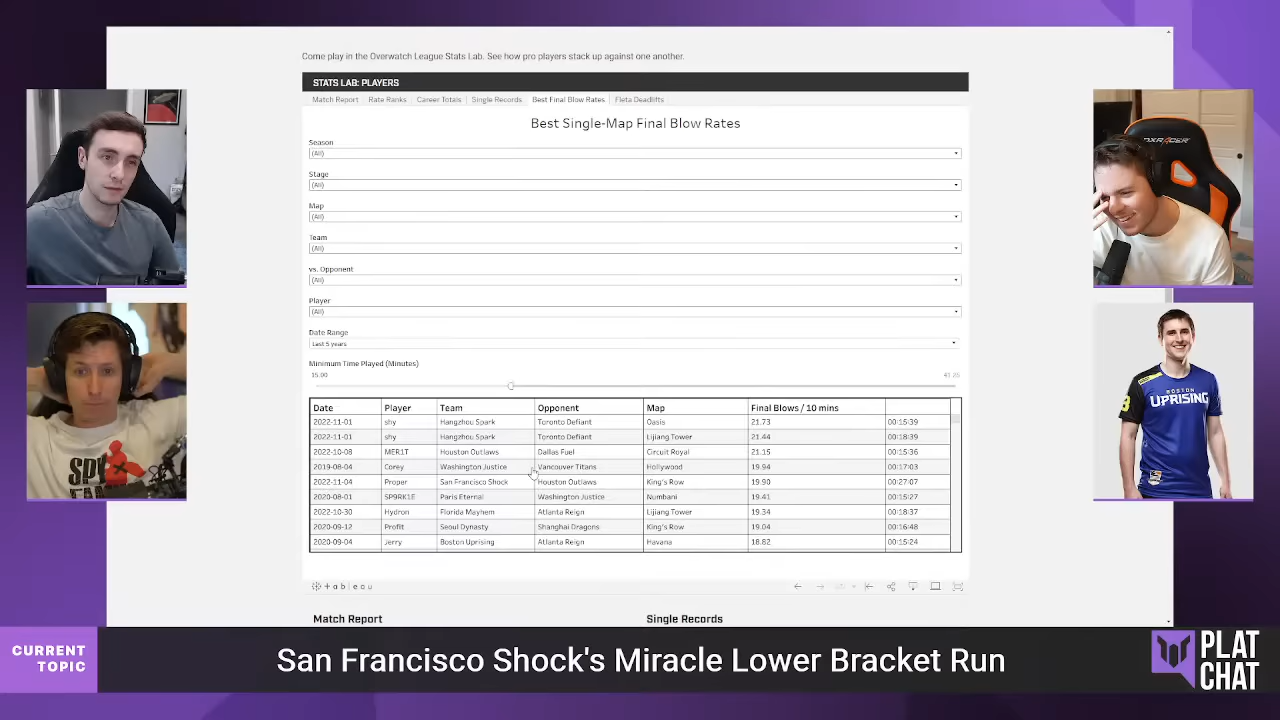 Come play in the Overwatch League Stats Lab. See how pro players stack up against one another.
STATS LAB: PLAYERS
Match Report Rate Ranks Career Totals Single Records Best Final Blow Rates Fleta Deadlifts
Best Single-Map Final Blow Rates
Season
(All)
Stage
(All)
Map
(All)
Team
(All)
vs. Opponent
(All)
Player
(All)
Date Range
Last 5 years
Minimum Time Played (Minutes)
15.00
Date Player Team Opponent Map Final Blows / 10 mins
2022-11-01 shy Hangzhou Spark Toronto Defiant Oasis 21.73 00:15:39
2022-11-01 shy Hangzhou Spark Toronto Defiant Lijiang Tower 21.44 00:18:39
2022-10-08 MER1T Houston Outlaws Dallas Fuel Circuit Royal 21.15 00:15:36
2019-08-04 Corey Washington Justice Vancouver Titans Hollywood 19.94 00:17:03
2022-11-04 Proper San Francisco Shock Houston Outlaws King's Row 19.90 00:27:07
2020-08-01 SP9RK1E Paris Eternal Washington Justice Numbani 19.41 00:15:27
2022-10-30 Hydron Florida Mayhem Atlanta Reign Lijiang Tower 19.34 00:18:37
2020-09-12 Profit Seoul Dynasty Shanghai Dragons King's Row 19.04 00:16:48
2020-09-04 Jerry Boston Uprising Atlanta Reign Havana 18.82 00:15:24
+ableau
Match Report Single Records
DXRACER
SPY
FAMILY
BOSTON
UPRISING
CURRENT
TOPIC
San Francisco Shock's Miracle Lower Bracket Run
PLAT
CHAT